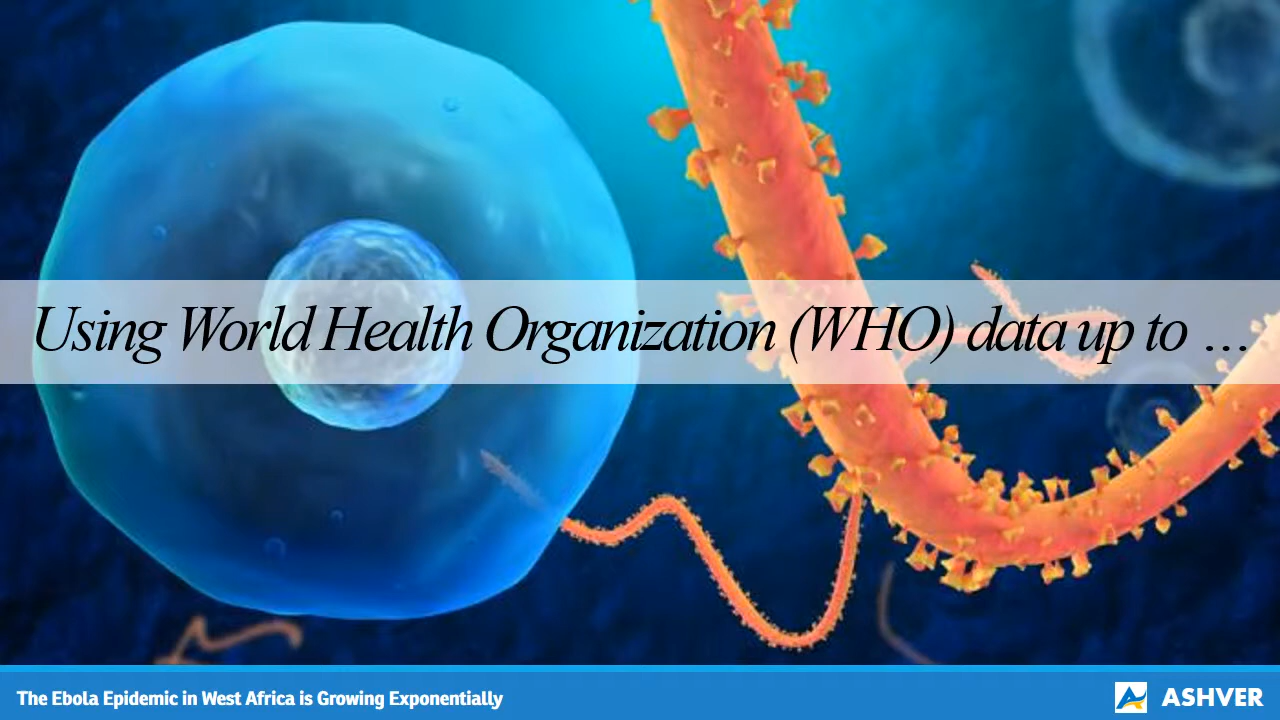 Using World Health Organization (WHO) data up to ...
The Ebola Epidemic in West Africa is Growing Exponentially
ASHVER